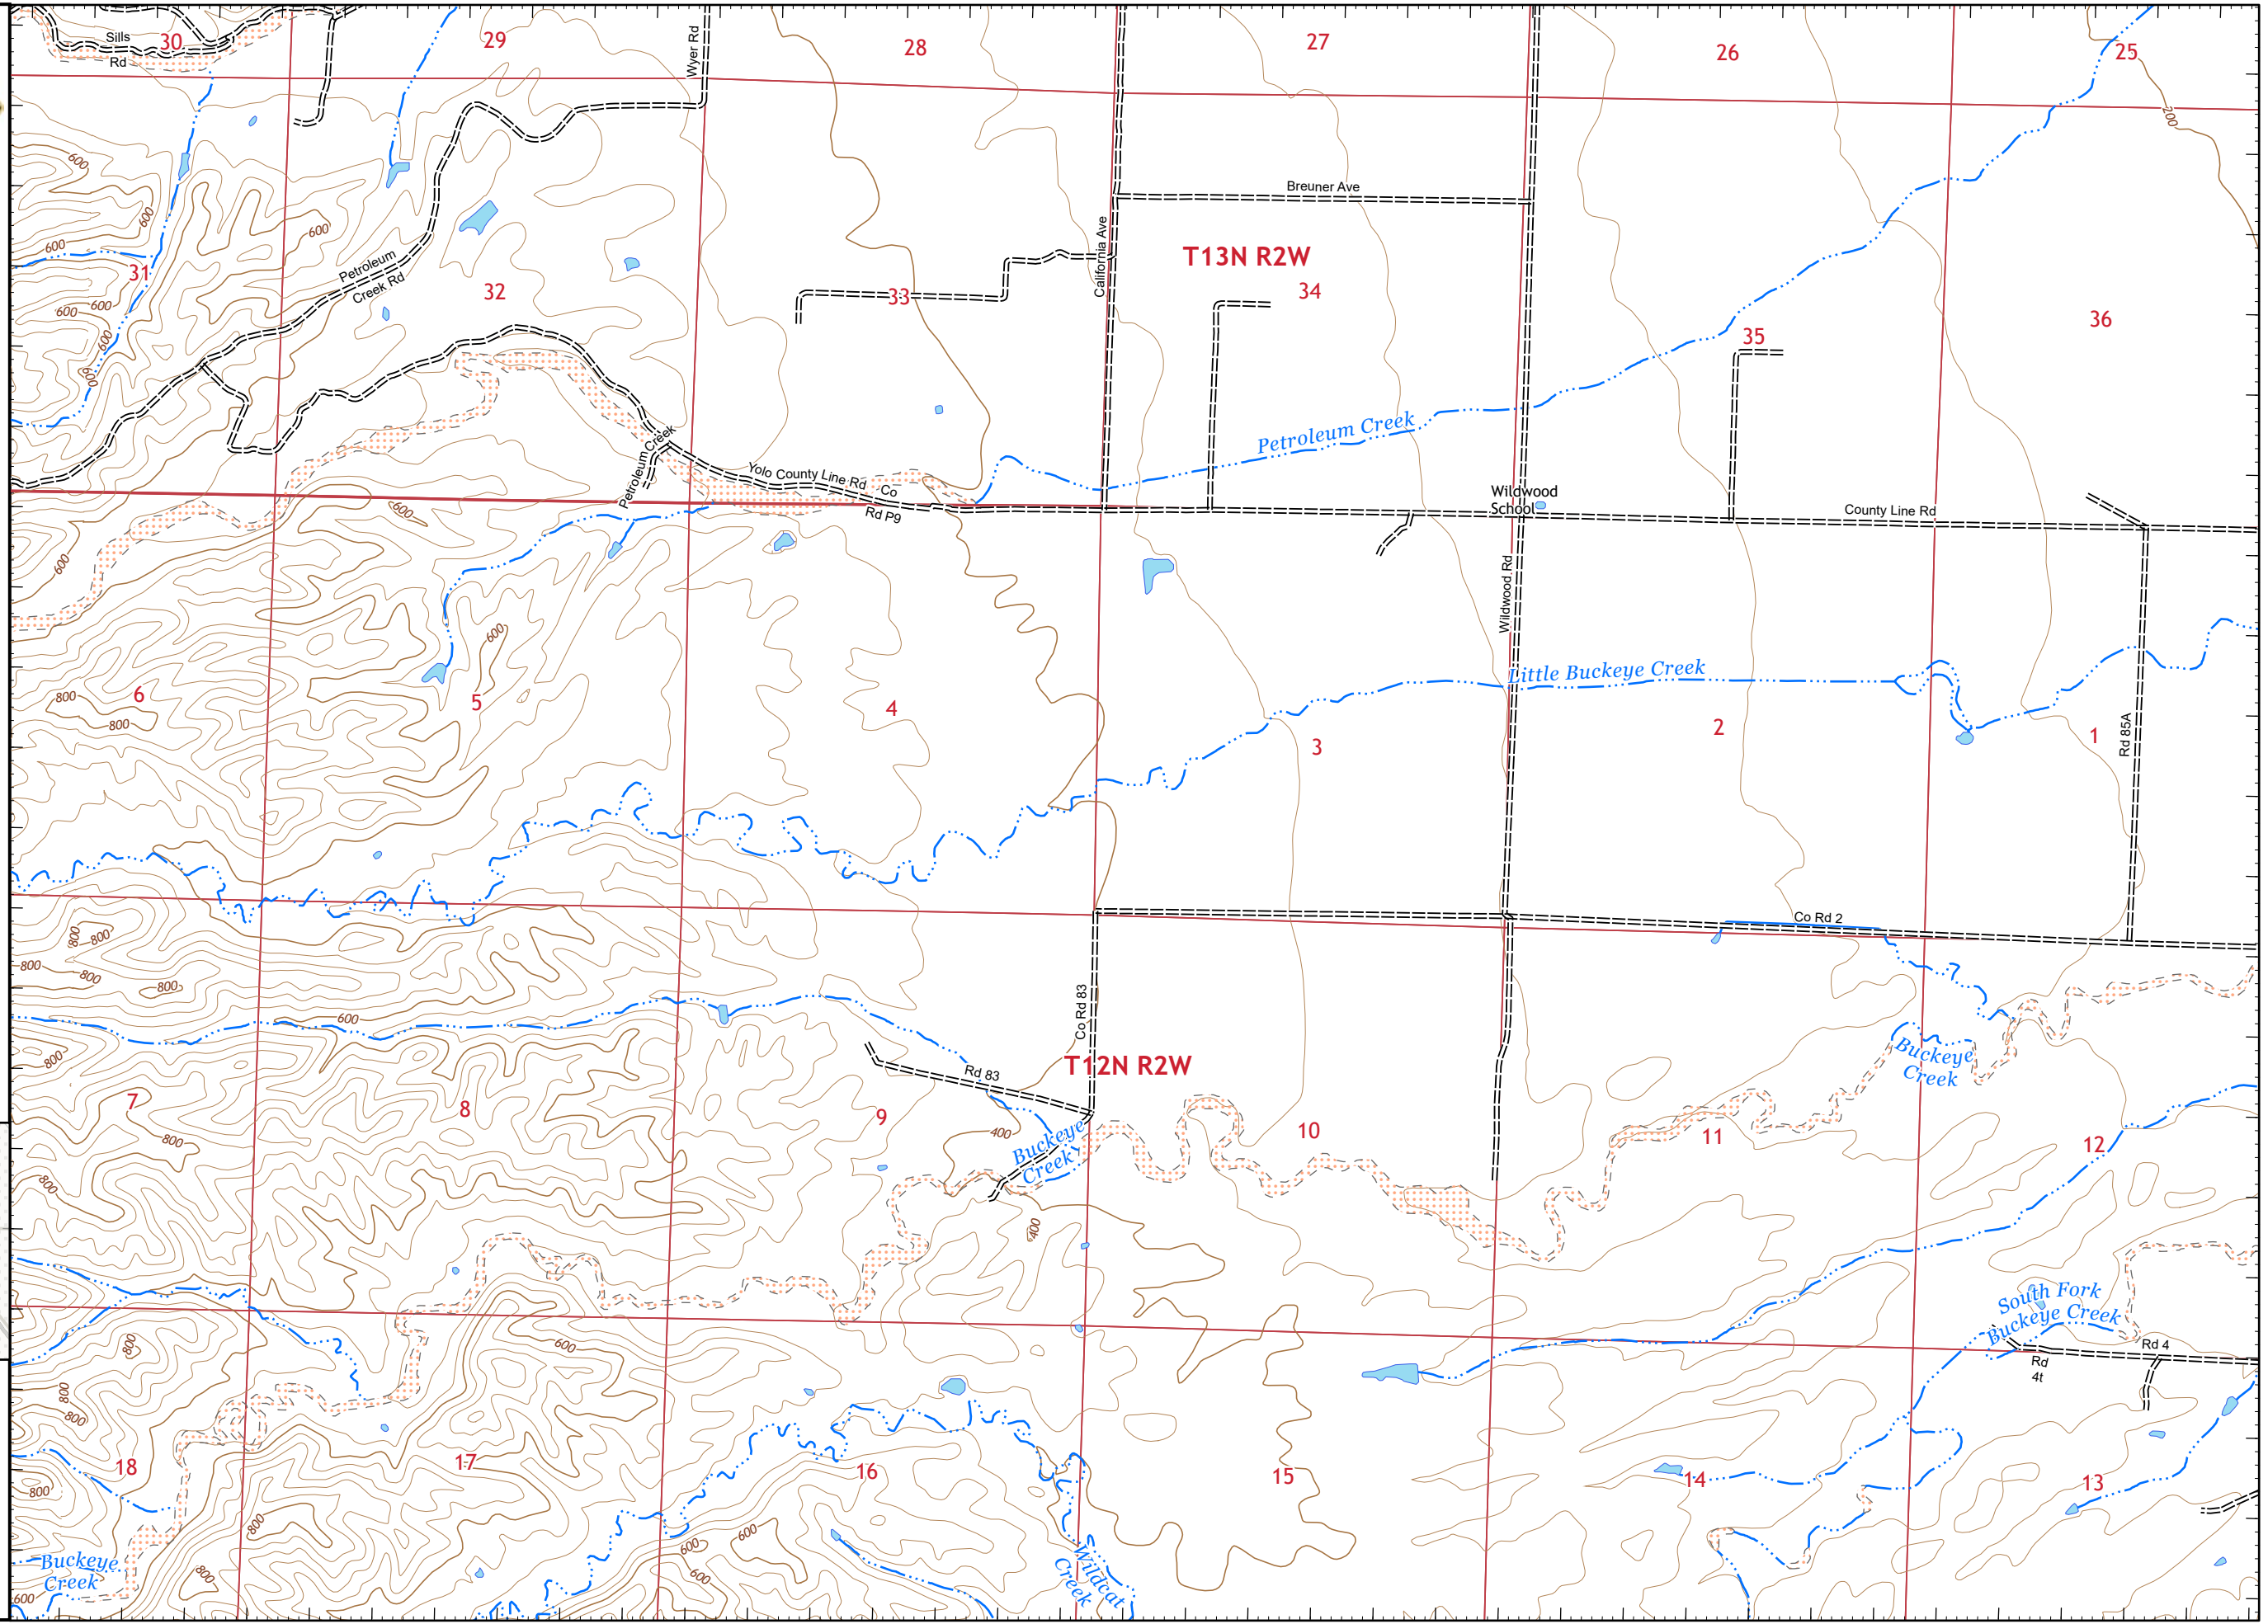 Sills
Rd
30
29
Wyer Rd
28
27
26
25
200
600
600
600
600
31
600
600
600
600
Petroleum
Creek Rd
32
33
California Ave
Breuner Ave
T13N R2W
34
35
36
Petroleum Creek
Petroleum Creek
Yolo County Line Rd
Co
Rd P9
Wildwood
School
County Line Rd
600
600
600
800
6
800
5
4
3
Wildwood Rd
Little Buckeye Creek
2
1
Rd 85A
Co Rd 2
800
800
800
800
800
600
800
7
800
800
8
Rd 83
9
400
Co Rd 83
T12N R2W
Buckeye
Creek
10
11
Buckeye
Creek
12
400
South Fork
Buckeye Creek
Rd 4
Rd
4t
800
600
800
800
18
800
800
17
16
15
14
13
600
600
600
800
Buckeye
Creek
600
Wildcat
Creek